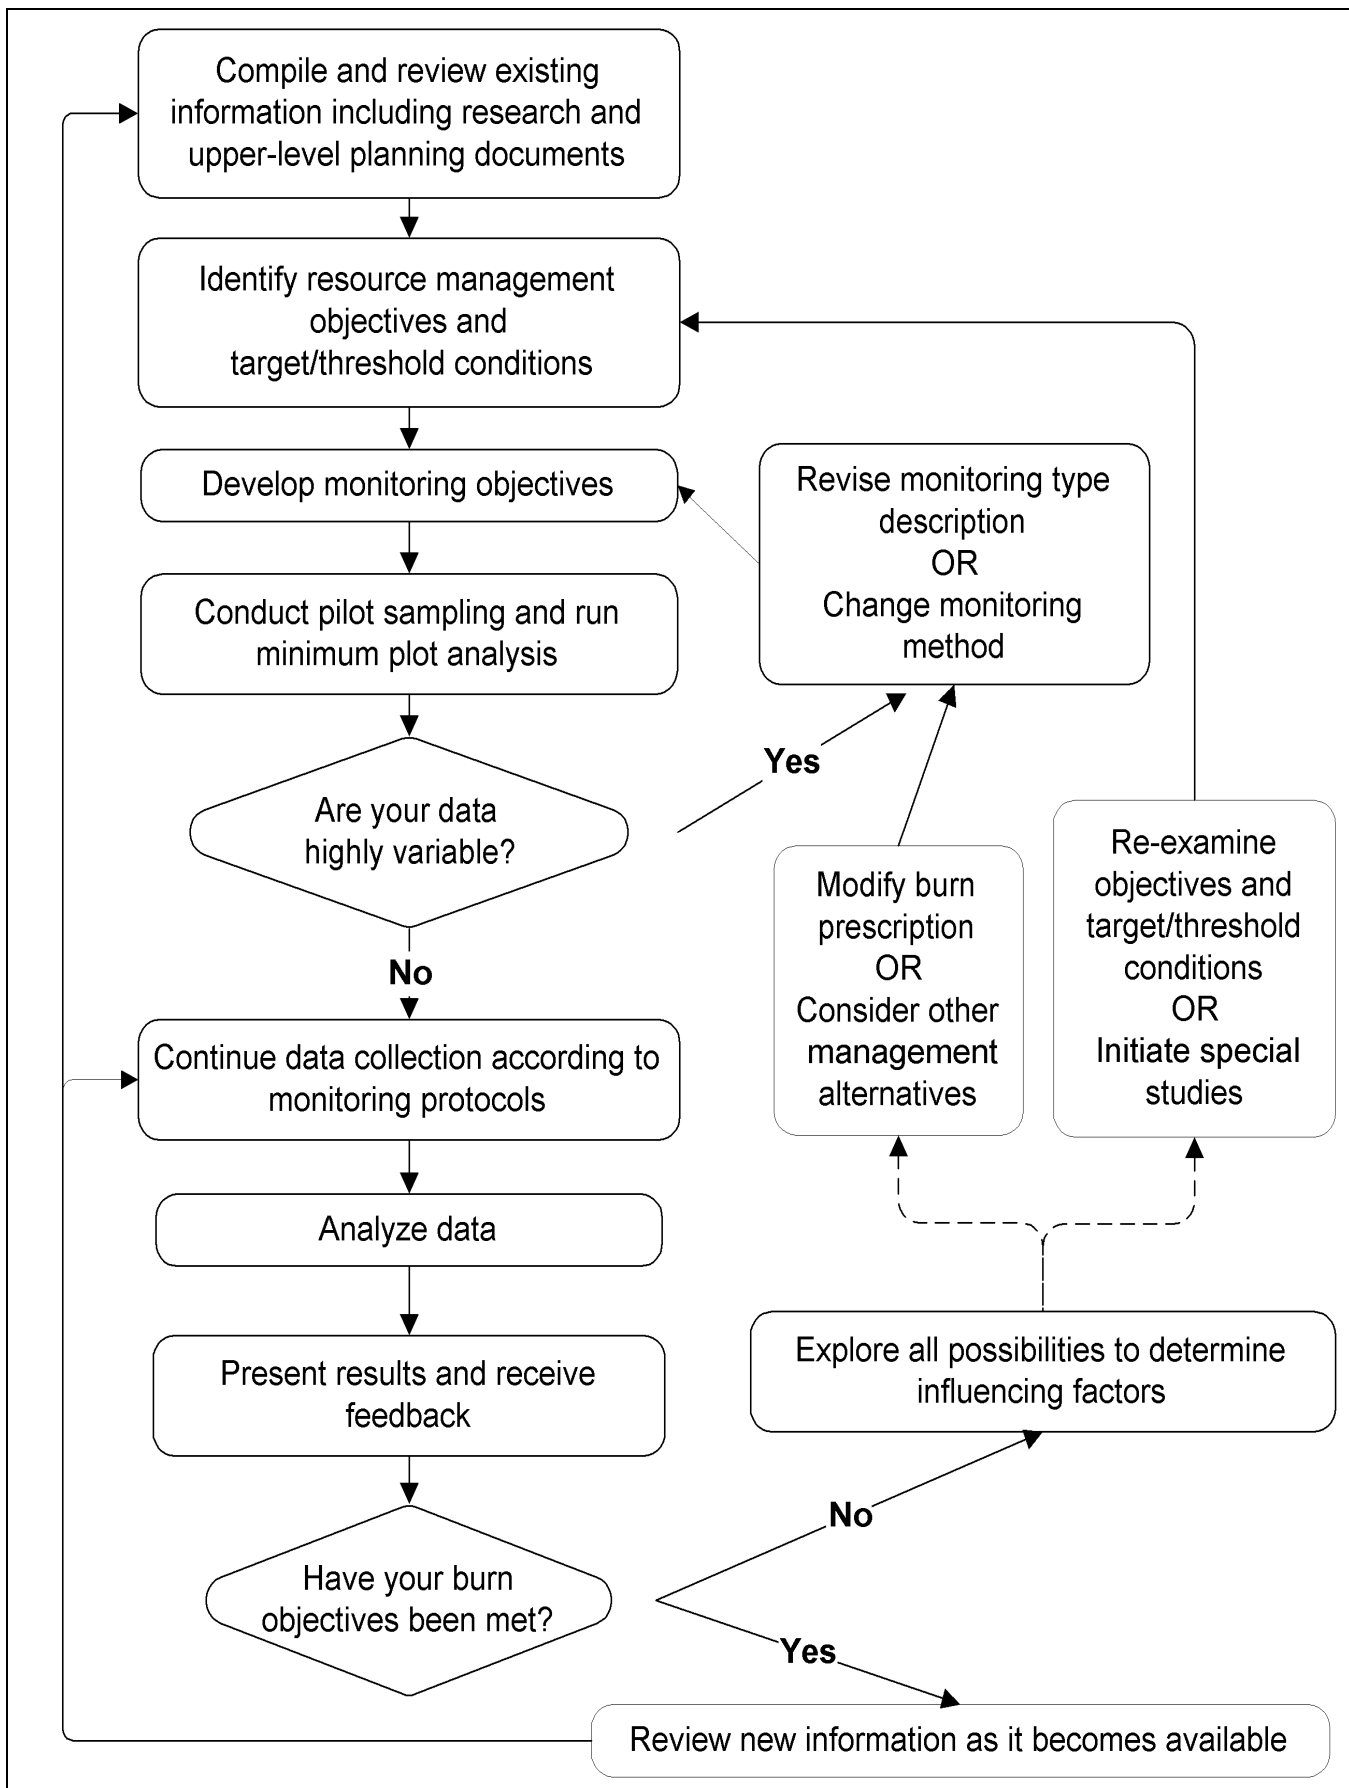 Compile and review existing
information including research and
upper-level planning documents
Identify resource management
objectives and
target/threshold conditions
Develop monitoring objectives
Revise monitoring type
description
OR
Change monitoring
method
Conduct pilot sampling and run
minimum plot analysis
Yes
Are your data
highly variable?
Modify burn
prescription
OR
Consider other
management
alternatives
Re-examine
objectives and
target/threshold
conditions
OR
Initiate special
studies
No
Continue data collection according to
monitoring protocols
Analyze data
Present results and receive
feedback
Explore all possibilities to determine
influencing factors
No
Have your burn
objectives been met?
Yes
Review new information as it becomes available